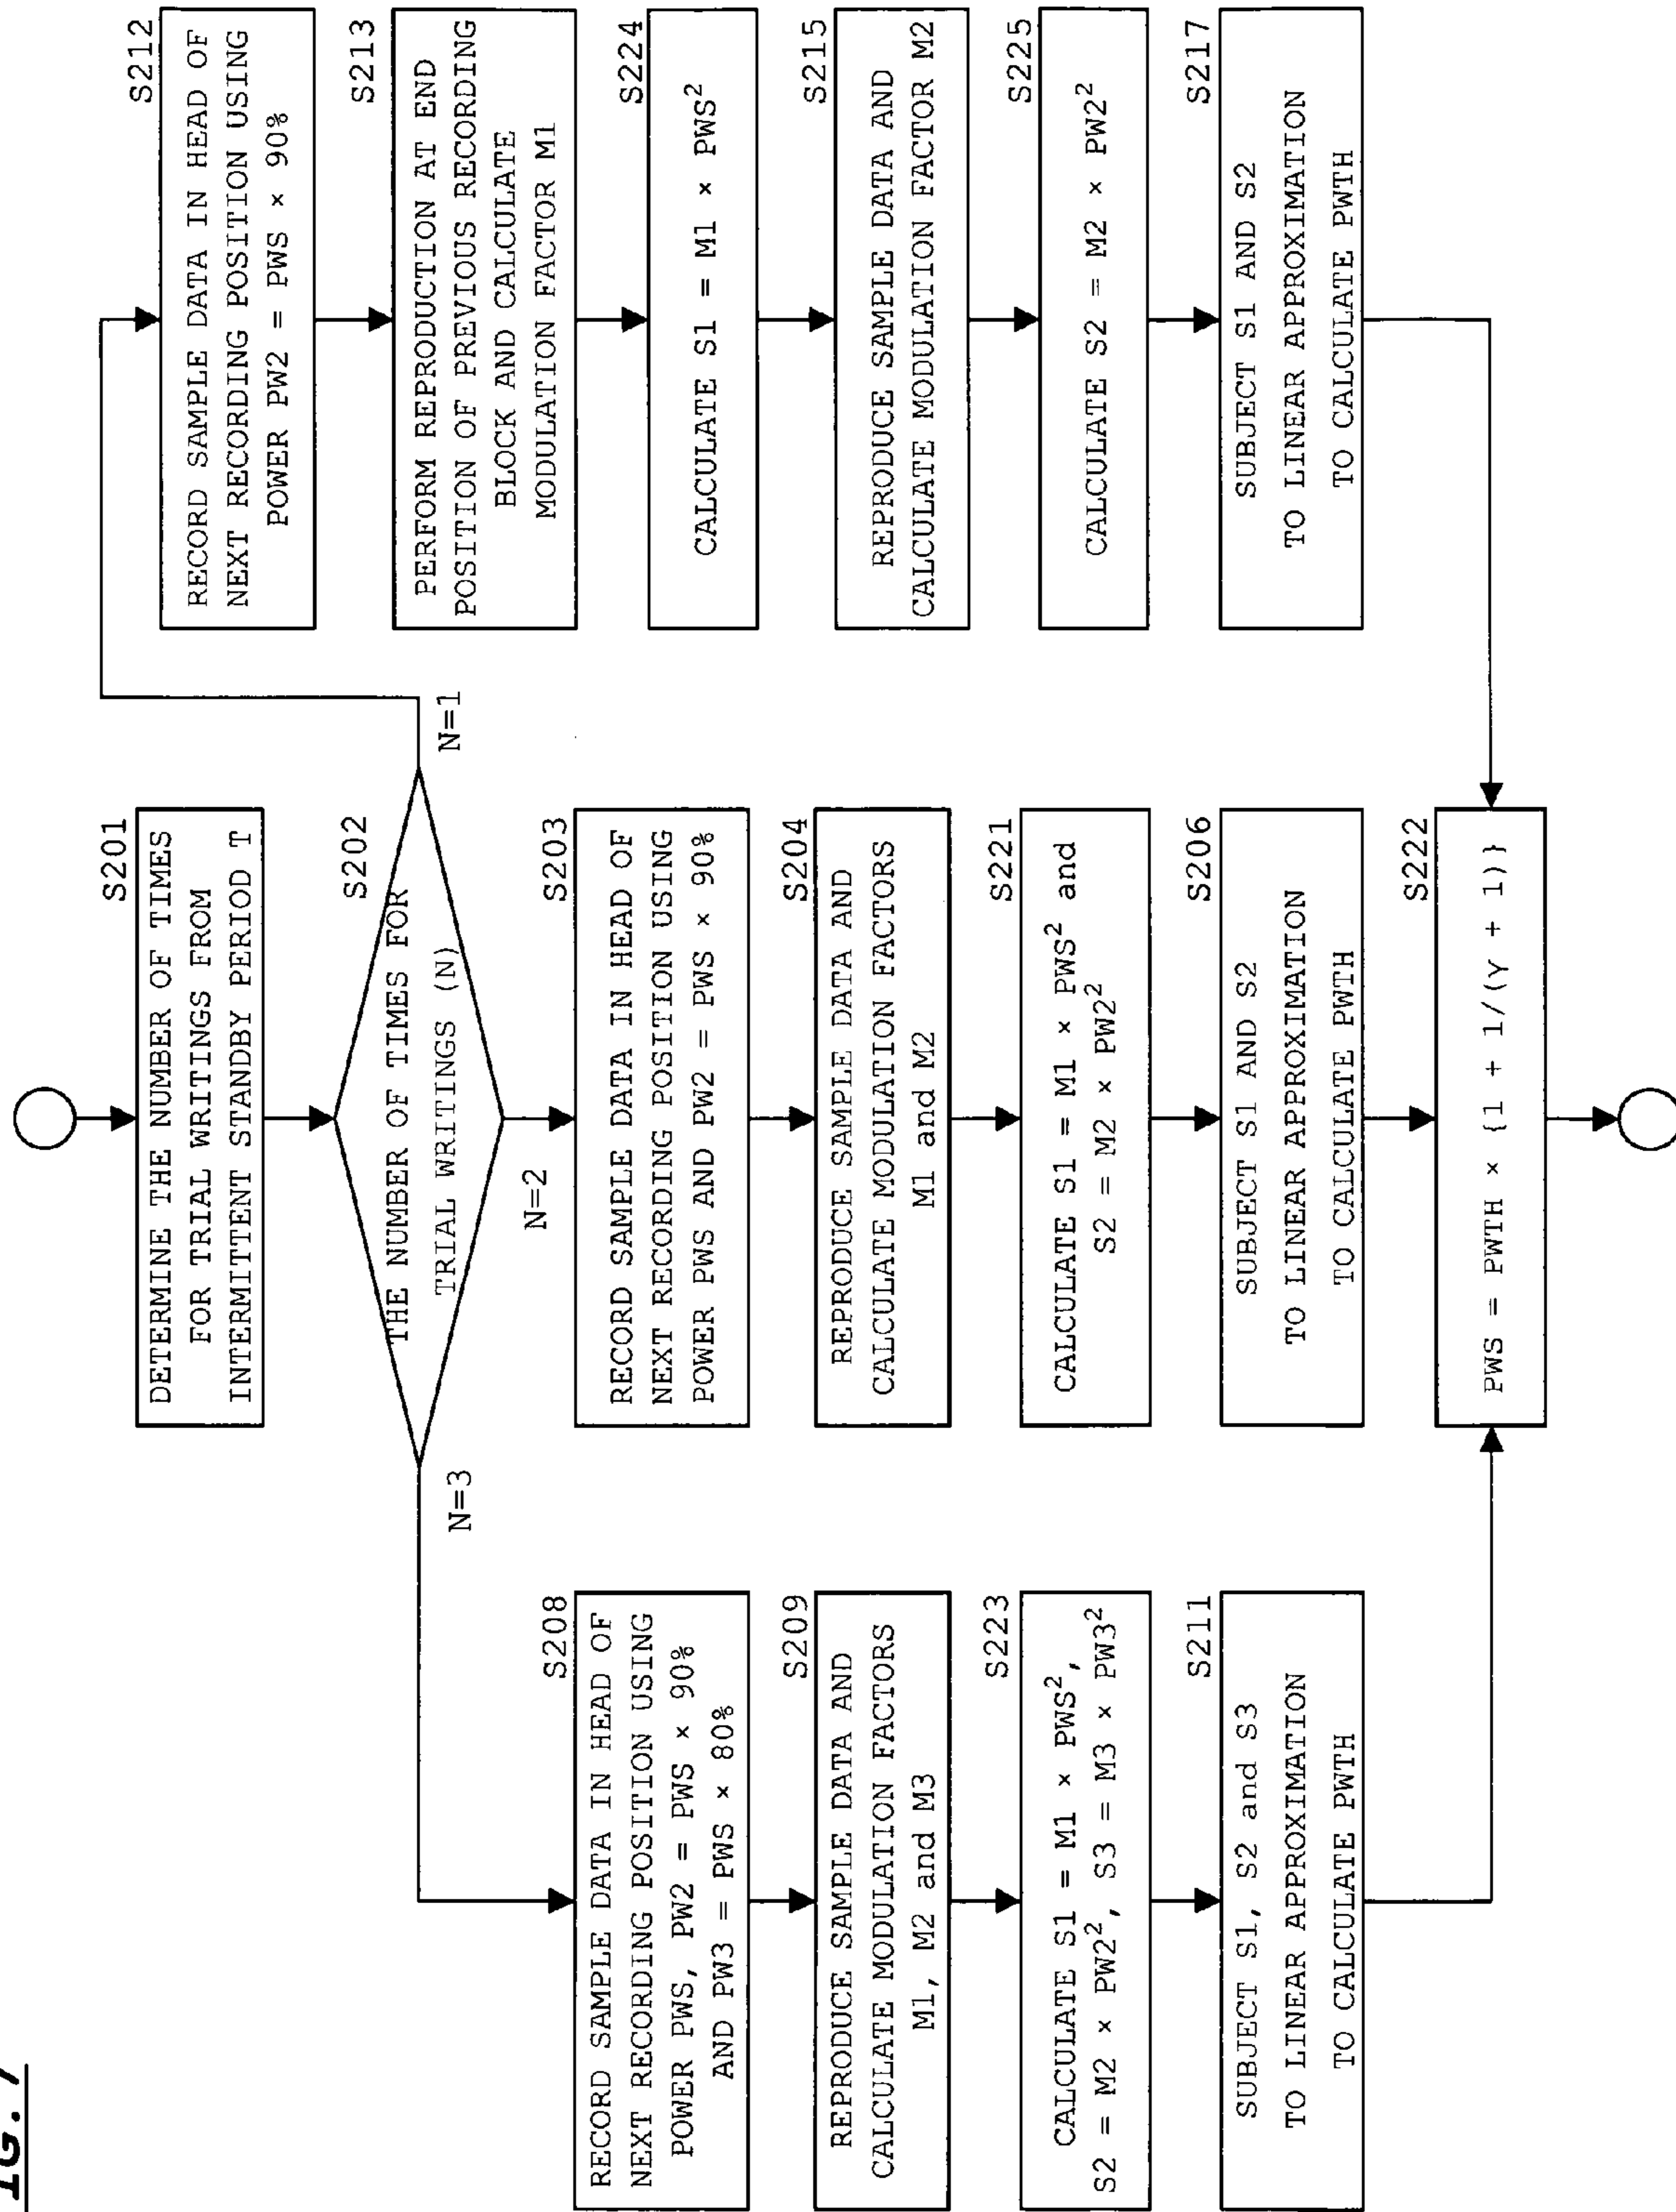 FIG. 7
S201
DETERMINE THE NUMBER OF TIMES
FOR TRIAL WRITINGS FROM
INTERMITTENT STANDBY PERIOD T
S202
THE NUMBER OF TIMES FOR
TRIAL WRITINGS (N)
N=3
N=2
N=1
S208
RECORD SAMPLE DATA IN HEAD OF
NEXT RECORDING POSITION USING
POWER PWS, PW2 = PWS × 90%
AND PW3 = PWS × 80%
S209
REPRODUCE SAMPLE DATA AND
CALCULATE MODULATION FACTORS
M1, M2 and M3
S223
CALCULATE S1 = M1 × PWS²,
S2 = M2 × PW2², S3 = M3 × PW3²
S211
SUBJECT S1, S2 and S3
TO LINEAR APPROXIMATION
TO CALCULATE PWTH
S203
RECORD SAMPLE DATA IN HEAD OF
NEXT RECORDING POSITION USING
POWER PWS AND PW2 = PWS × 90%
S204
REPRODUCE SAMPLE DATA AND
CALCULATE MODULATION FACTORS
M1 and M2
S221
CALCULATE S1 = M1 × PWS² and
S2 = M2 × PW2²
S206
SUBJECT S1 AND S2
TO LINEAR APPROXIMATION
TO CALCULATE PWTH
S222
PWS = PWTH × {1 + 1/(γ + 1)}
S212
RECORD SAMPLE DATA IN HEAD OF
NEXT RECORDING POSITION USING
POWER PW2 = PWS × 90%
S213
PERFORM REPRODUCTION AT END
POSITION OF PREVIOUS RECORDING
BLOCK AND CALCULATE
MODULATION FACTOR M1
S224
CALCULATE S1 = M1 × PWS²
S215
REPRODUCE SAMPLE DATA AND
CALCULATE MODULATION FACTOR M2
S225
CALCULATE S2 = M2 × PW2²
S217
SUBJECT S1 AND S2
TO LINEAR APPROXIMATION
TO CALCULATE PWTH